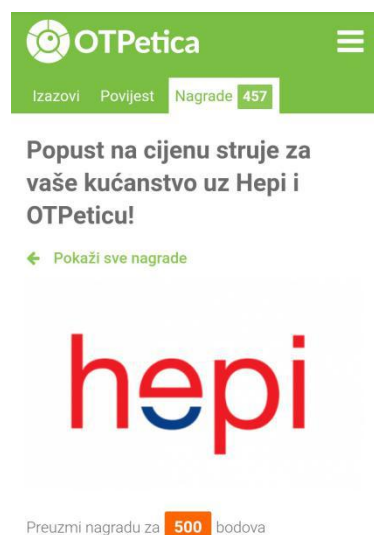 OTPetica
Izazovi Povijest Nagrade 457
Popust na cijenu struje za
vaše kućanstvo uz Hepi i
OTPeticu!
Pokaži sve nagrade
hepi
Preuzmi nagradu za 500 bodova